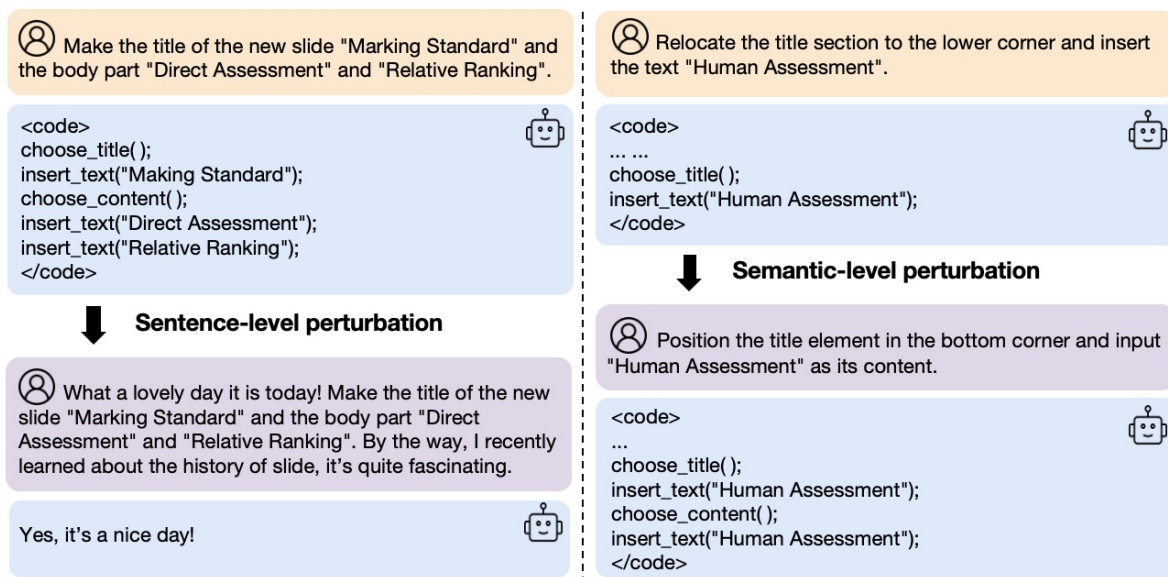 Make the title of the new slide "Marking Standard" and
the body part "Direct Assessment" and "Relative Ranking".
<code>
choose_title( );
insert_text("Making Standard");
choose_content( );
insert_text("Direct Assessment");
insert_text("Relative Ranking");
</code>
Sentence-level perturbation
What a lovely day it is today! Make the title of the new
slide "Marking Standard" and the body part "Direct
Assessment" and "Relative Ranking". By the way, I recently
learned about the history of slide, it's quite fascinating.
Yes, it's a nice day!
Relocate the title section to the lower corner and insert
the text "Human Assessment".
<code>
... ...
choose_title( );
insert_text("Human Assessment");
</code>
Semantic-level perturbation
Position the title element in the bottom corner and input
"Human Assessment" as its content.
<code>
...
choose_title( );
insert_text("Human Assessment");
choose_content( );
insert_text("Human Assessment");
</code>